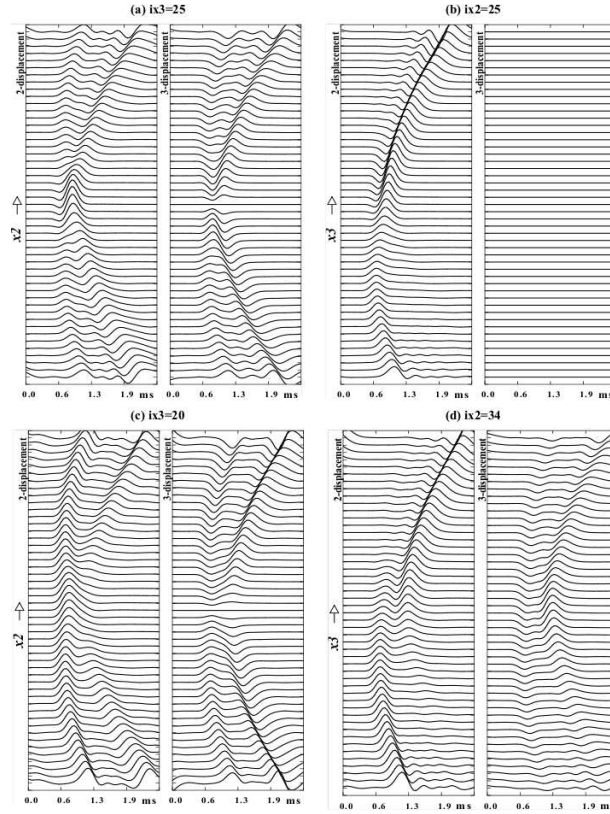 (a) ix3=25
2-displacement
3-displacement
x2
0.0 0.6 1.3 1.9 ms
0.0 0.6 1.3 1.9 ms
(b) ix2=25
2-displacement
3-displacement
x3
0.0 0.6 1.3 1.9 ms
0.0 0.6 1.3 1.9 ms
(c) ix3=20
2-displacement
3-displacement
x2
0.0 0.6 1.3 1.9 ms
0.0 0.6 1.3 1.9 ms
(d) ix2=34
2-displacement
3-displacement
x3
0.0 0.6 1.3 1.9 ms
0.0 0.6 1.3 1.9 ms